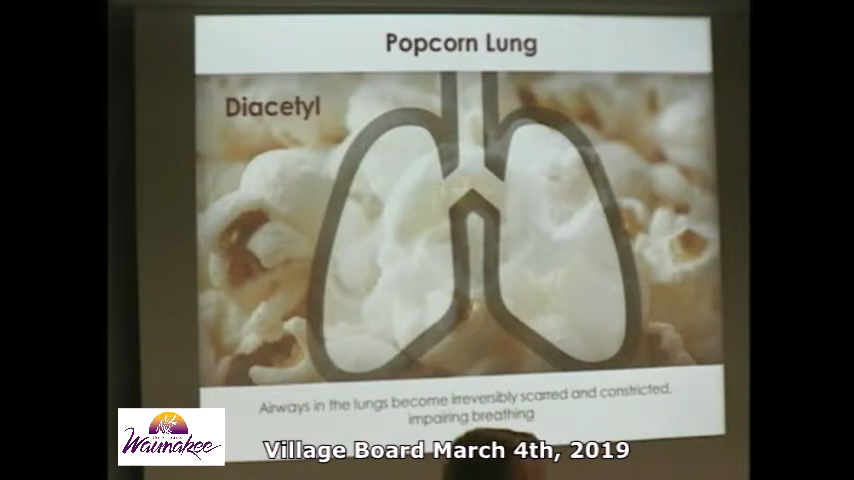 Popcorn Lung
Diacetyl
Airways in the lungs become irreversibly scarred and constricted,
impairing breathing
Waunakee
Village Board March 4th, 2019